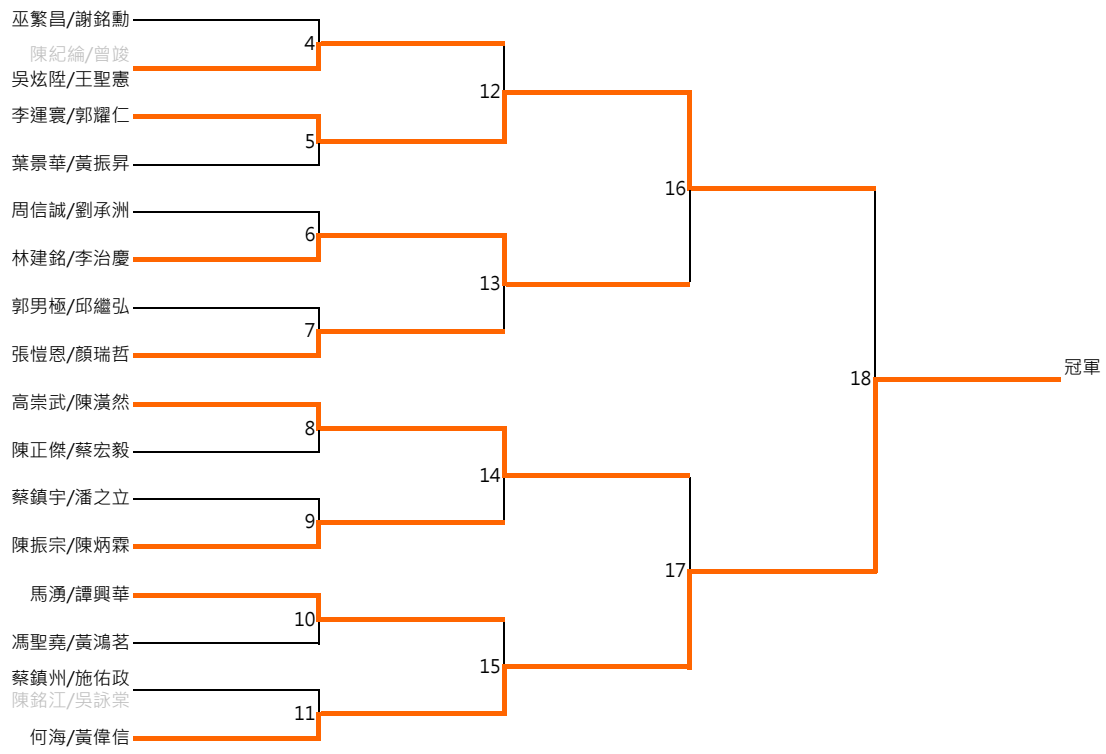 巫繁昌/謝銘勳
陳紀綸/曾竣
吳炫陞/王聖憲
李運寰/郭耀仁
葉景華/黃振昇
周信誠/劉承洲
林建銘/李治慶
郭男極/邱繼弘
張愷恩/顏瑞哲
高崇武/陳漢然
陳正傑/蔡宏毅
蔡鎮宇/潘之立
陳振宗/陳炳霖
馬湧/譚興華
馮聖堯/黃鴻茗
蔡鎮州/施佑政
陳銘江/吳詠棠
何海/黃偉信
4
5
6
7
8
9
10
11
12
13
14
15
16
17
18
冠軍